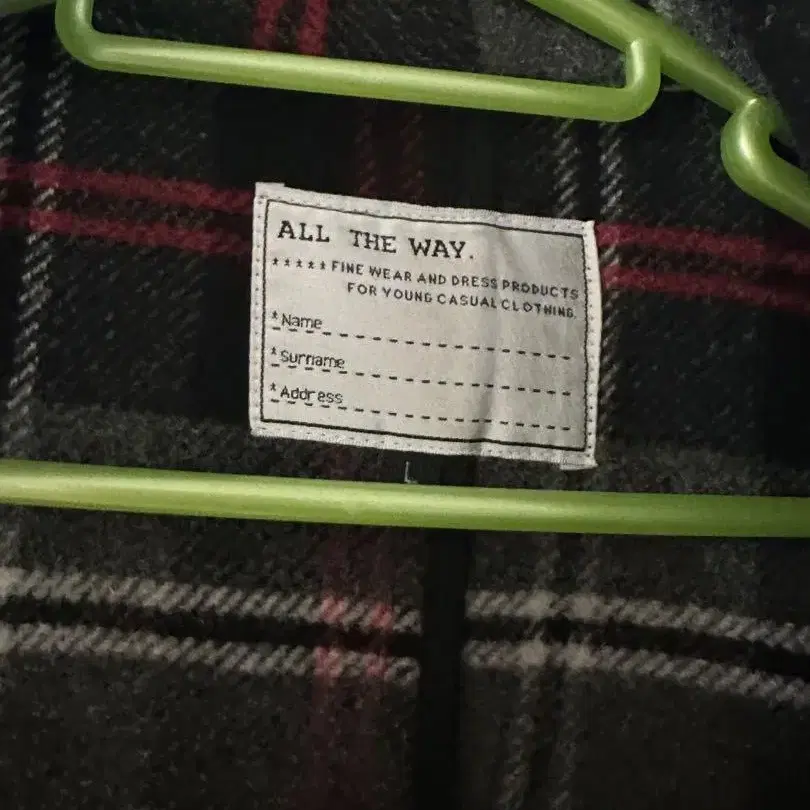 ALL THE WAY.
*****FINE WEAR AND DRESS PRODUCTS
FOR YOUNG CASUAL CLOTHING.
*Name
*Surname
*Address
L